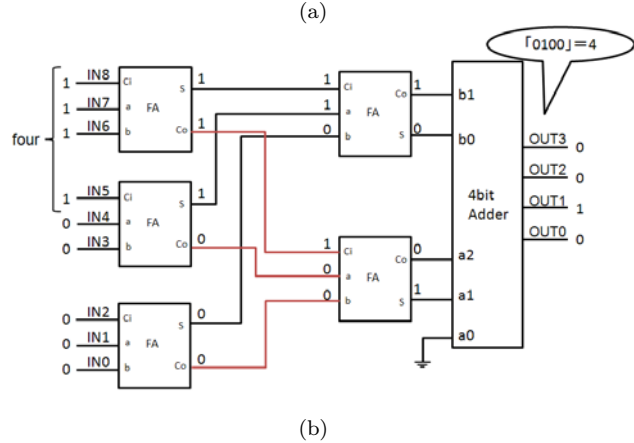 (a)
「0100」=4
four
1 IN8 Ci S 1
1 IN7 a FA
1 IN6 b Co 1
1 IN5 Ci S 1
0 IN4 a FA
0 IN3 b Co 0
0 IN2 Ci S 0
0 IN1 a FA
0 IN0 b Co 0
1 Ci Co 1
1 a FA
0 b S 0
1 Ci Co 0
0 a FA
0 b S 1
b1
b0
4bit
Adder
a2
a1
a0
OUT3 0
OUT2 0
OUT1 1
OUT0 0
(b)